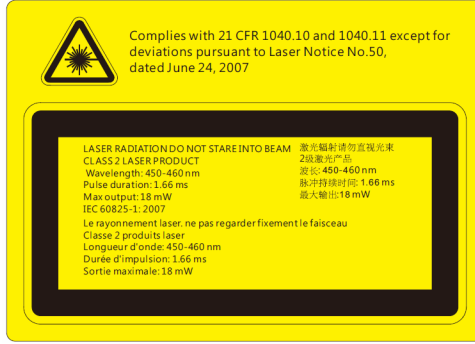 Complies with 21 CFR 1040.10 and 1040.11 except for
deviations pursuant to Laser Notice No.50,
dated June 24, 2007
LASER RADIATION DO NOT STARE INTO BEAM
CLASS 2 LASER PRODUCT
Wavelength: 450-460 nm
Pulse duration: 1.66 ms
Max output: 18 mW
IEC 60825-1: 2007
激光辐射请勿直视光束
2级激光产品
波长: 450-460 nm
脉冲持续时间: 1.66 ms
最大输出:18 mW
Le rayonnement laser. ne pas regarder fixement le faisceau
Classe 2 produits laser
Longueur d'onde: 450-460 nm
Durée d'impulsion: 1.66 ms
Sortie maximale: 18 mW